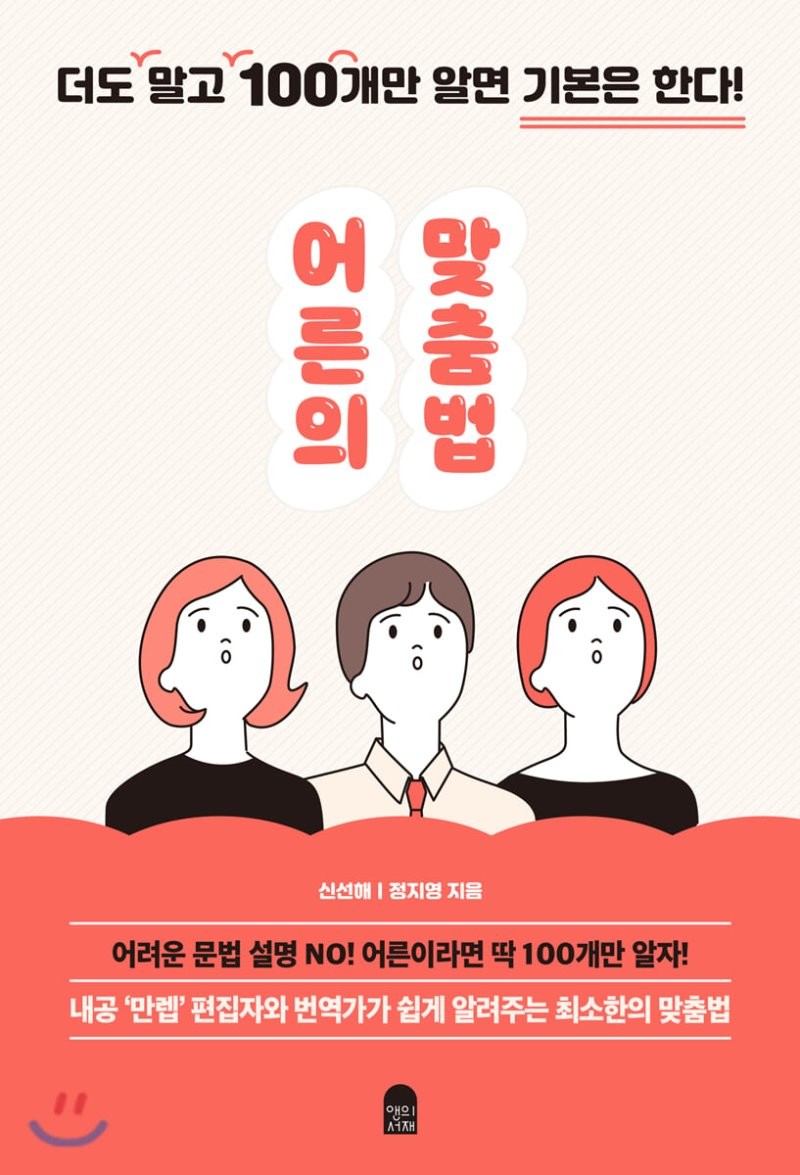 더도 말고 100개만 알면 기본은 한다!
어른의
맞춤법
신선해 | 정지영 지음
어려운 문법 설명 NO! 어른이라면 딱 100개만 알자!
내공 ‘만렙’ 편집자와 번역가가 쉽게 알려주는 최소한의 맞춤법
앤의
서재